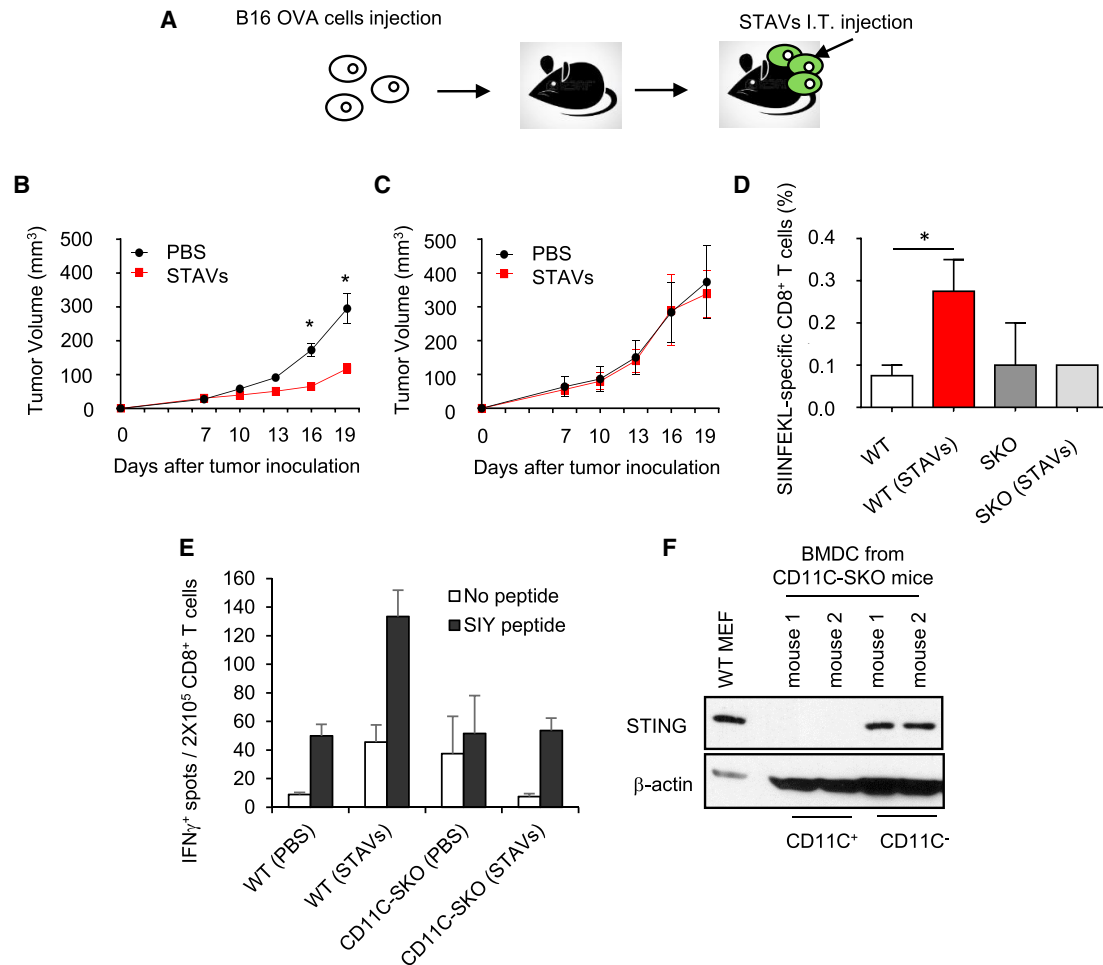 A
B16 OVA cells injection
STAVs I.T. injection
B
Tumor Volume (mm³)
500
400
300
200
100
0
PBS
STAVs
*
*
0 7 10 13 16 19
Days after tumor inoculation
C
Tumor Volume (mm³)
500
400
300
200
100
0
PBS
STAVs
0 7 10 13 16 19
Days after tumor inoculation
D
SIINFEKL-specific CD8⁺ T cells (%)
0.4
0.3
0.2
0.1
0.0
*
WT
WT (STAVs)
SKO
SKO (STAVs)
E
IFNγ⁺ spots / 2X10⁵ CD8⁺ T cells
160
140
120
100
80
60
40
20
0
No peptide
SIY peptide
WT (PBS)
WT (STAVs)
CD11C-SKO (PBS)
CD11C-SKO (STAVs)
F
BMDC from
CD11C-SKO mice
WT MEF
mouse 1
mouse 2
mouse 1
mouse 2
STING
β-actin
CD11C⁺
CD11C⁻